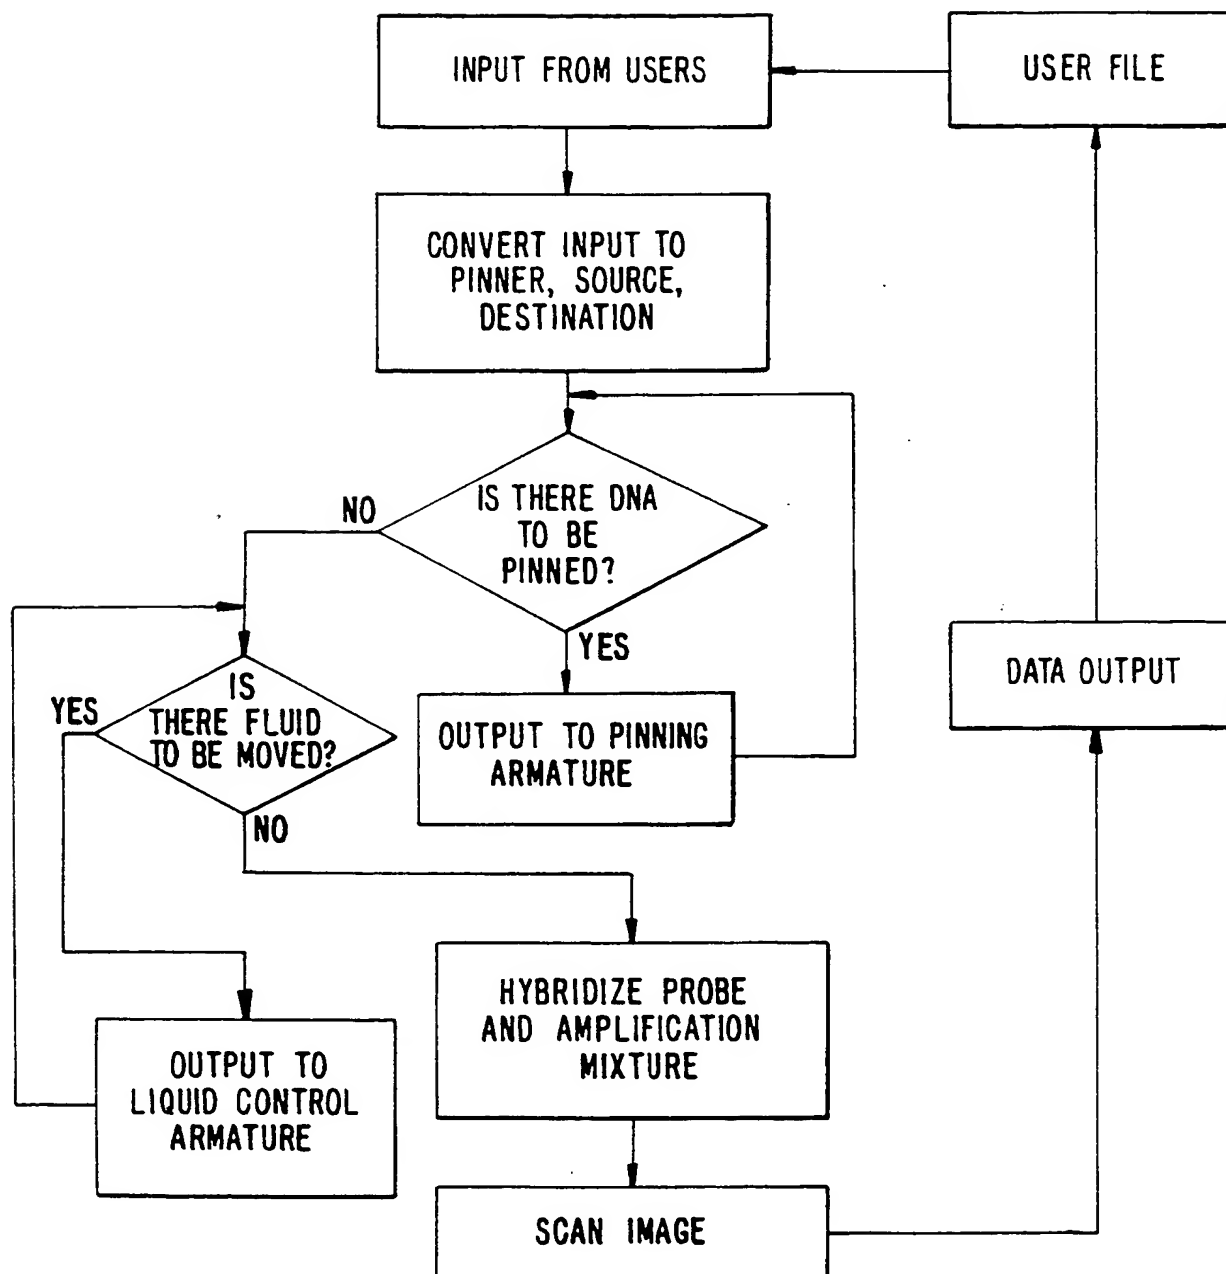 INPUT FROM USERS
USER FILE
CONVERT INPUT TO
PINNER, SOURCE,
DESTINATION
IS THERE DNA
TO BE
PINNED?
NO
YES
IS
THERE FLUID
TO BE MOVED?
YES
NO
OUTPUT TO PINNING
ARMATURE
DATA OUTPUT
HYBRIDIZE PROBE
AND AMPLIFICATION
MIXTURE
OUTPUT TO
LIQUID CONTROL
ARMATURE
SCAN IMAGE